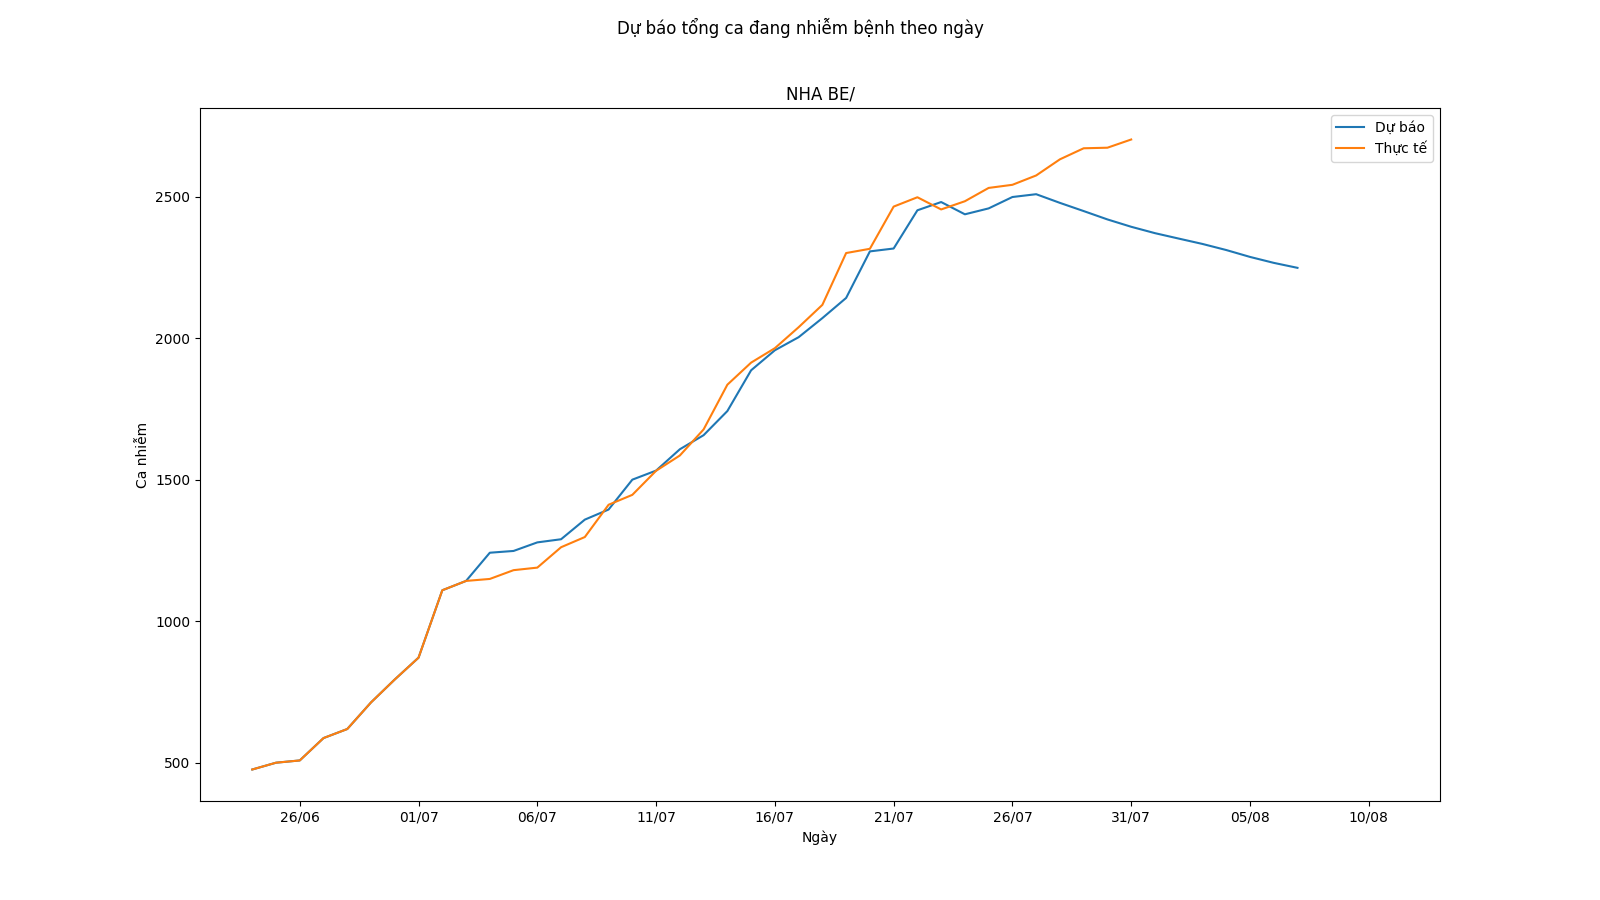 Dự báo tổng ca đang nhiễm bệnh theo ngày
NHA BE/
Dự báo
Thực tế
2500
2000
1500
1000
500
Ca nhiễm
26/06 01/07 06/07 11/07 16/07 21/07 26/07 31/07 05/08 10/08
Ngày